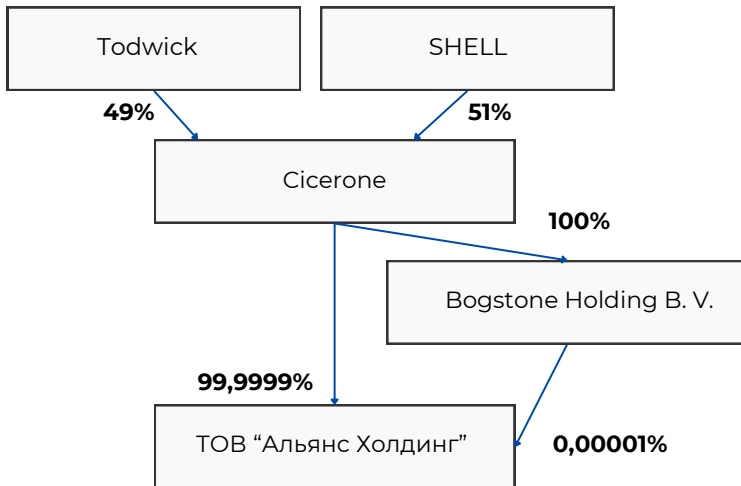 Todwick
SHELL
49%
51%
Cicerone
100%
Bogstone Holding B. V.
99,9999%
ТОВ “Альянс Холдинг”
0,00001%